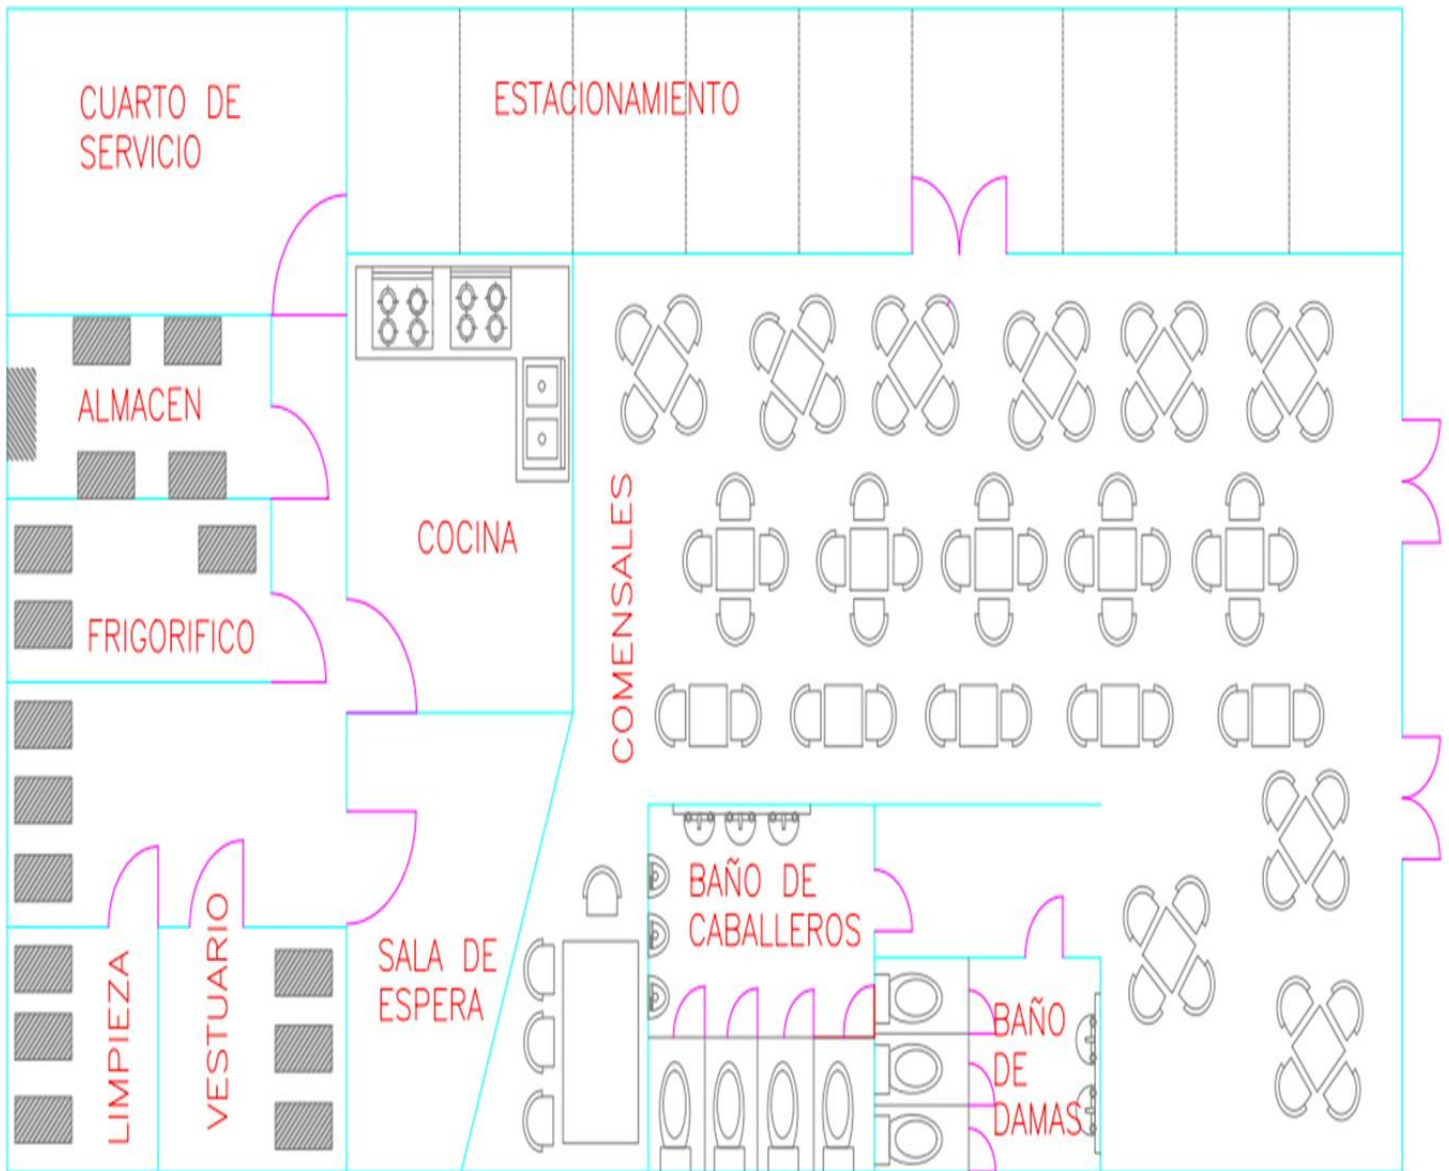 CUARTO DE
SERVICIO
ESTACIONAMIENTO
ALMACEN
COCINA
FRIGORIFICO
COMENSALES
BAÑO DE
CABALLEROS
SALA DE
ESPERA
LIMPIEZA
VESTUARIO
BAÑO
DE
DAMAS